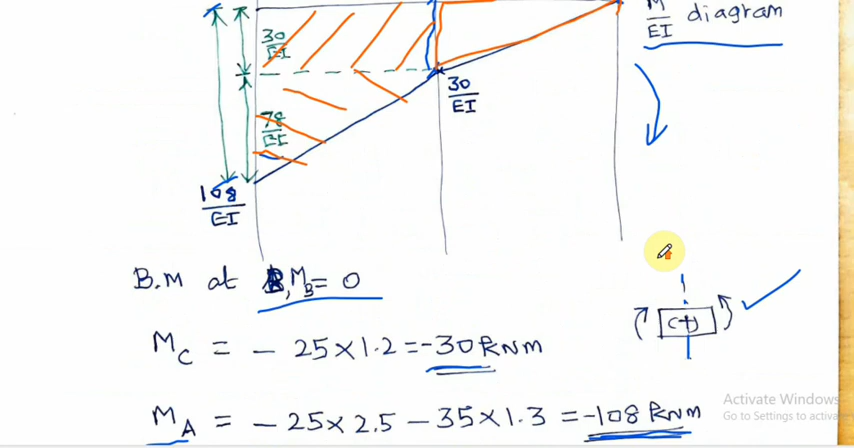 M/EI diagram
30/EI
30/EI
78/EI
108/EI
B.M at B, M_B = 0
(+)
M_C = - 25×1.2 = -30 kNm
M_A = - 25×2.5 - 35×1.3 = -108 kNm
Activate Windows
Go to Settings to activate